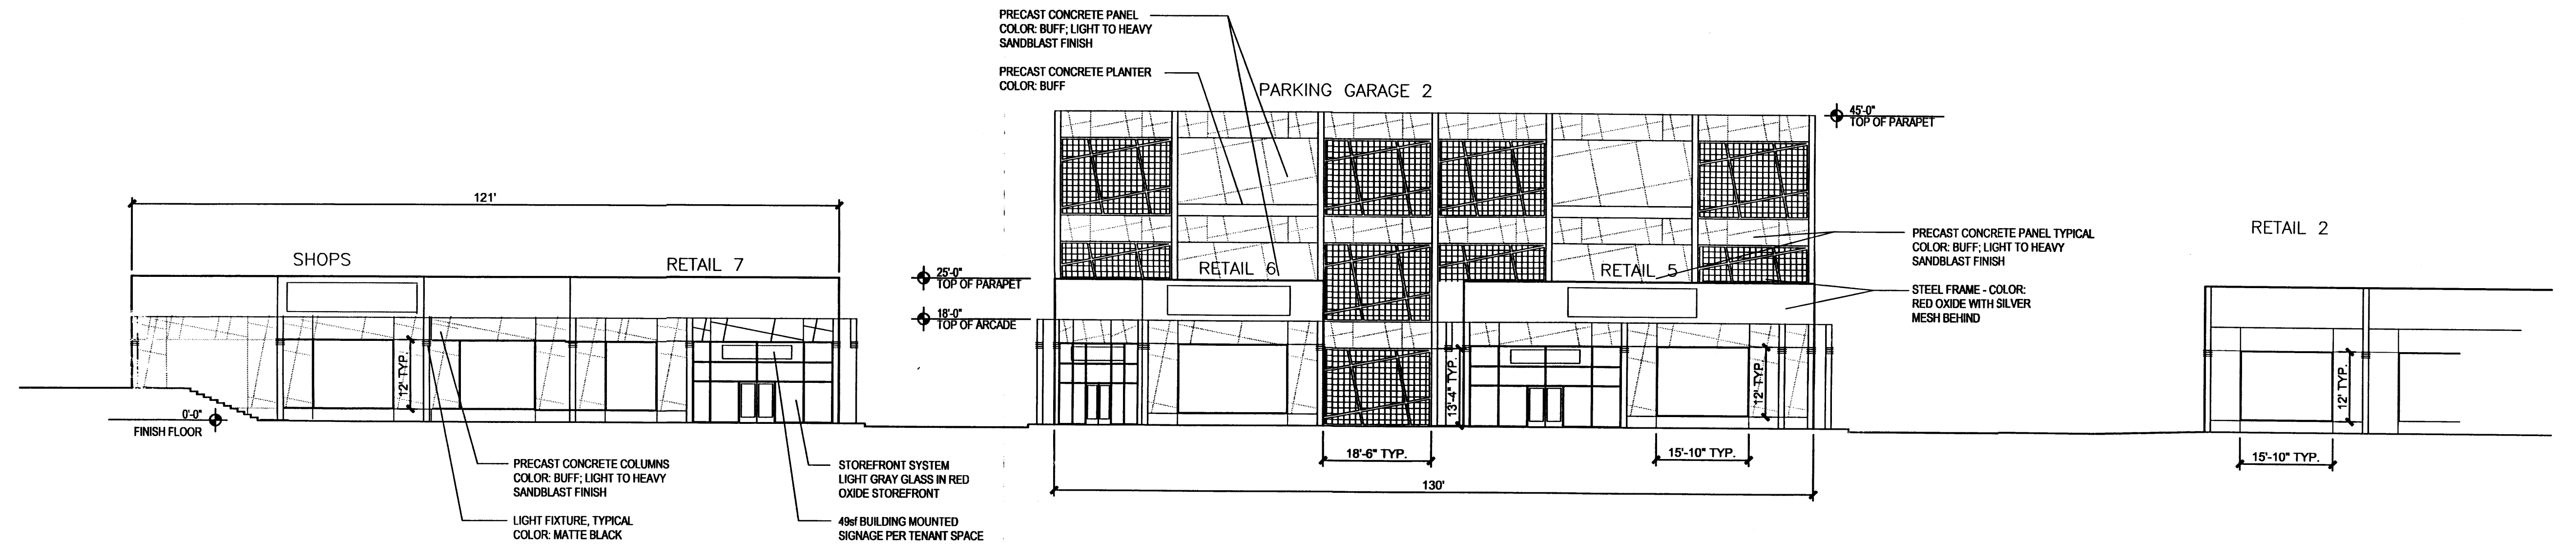 PRECAST CONCRETE PANEL
COLOR: BUFF; LIGHT TO HEAVY
SANDBLAST FINISH
PRECAST CONCRETE PLANTER
COLOR: BUFF
PARKING GARAGE 2
45'-0"
TOP OF PARAPET
121'
SHOPS
RETAIL 7
25'-0"
TOP OF PARAPET
18'-0"
TOP OF ARCADE
RETAIL 6
RETAIL 5
PRECAST CONCRETE PANEL TYPICAL
COLOR: BUFF; LIGHT TO HEAVY
SANDBLAST FINISH
STEEL FRAME - COLOR:
RED OXIDE WITH SILVER
MESH BEHIND
RETAIL 2
12' TYP.
13'-4" TYP.
12' TYP.
12' TYP.
0'-0"
FINISH FLOOR
18'-6" TYP.
15'-10" TYP.
15'-10" TYP.
130'
PRECAST CONCRETE COLUMNS
COLOR: BUFF; LIGHT TO HEAVY
SANDBLAST FINISH
LIGHT FIXTURE, TYPICAL
COLOR: MATTE BLACK
STOREFRONT SYSTEM
LIGHT GRAY GLASS IN RED
OXIDE STOREFRONT
49sf BUILDING MOUNTED
SIGNAGE PER TENANT SPACE